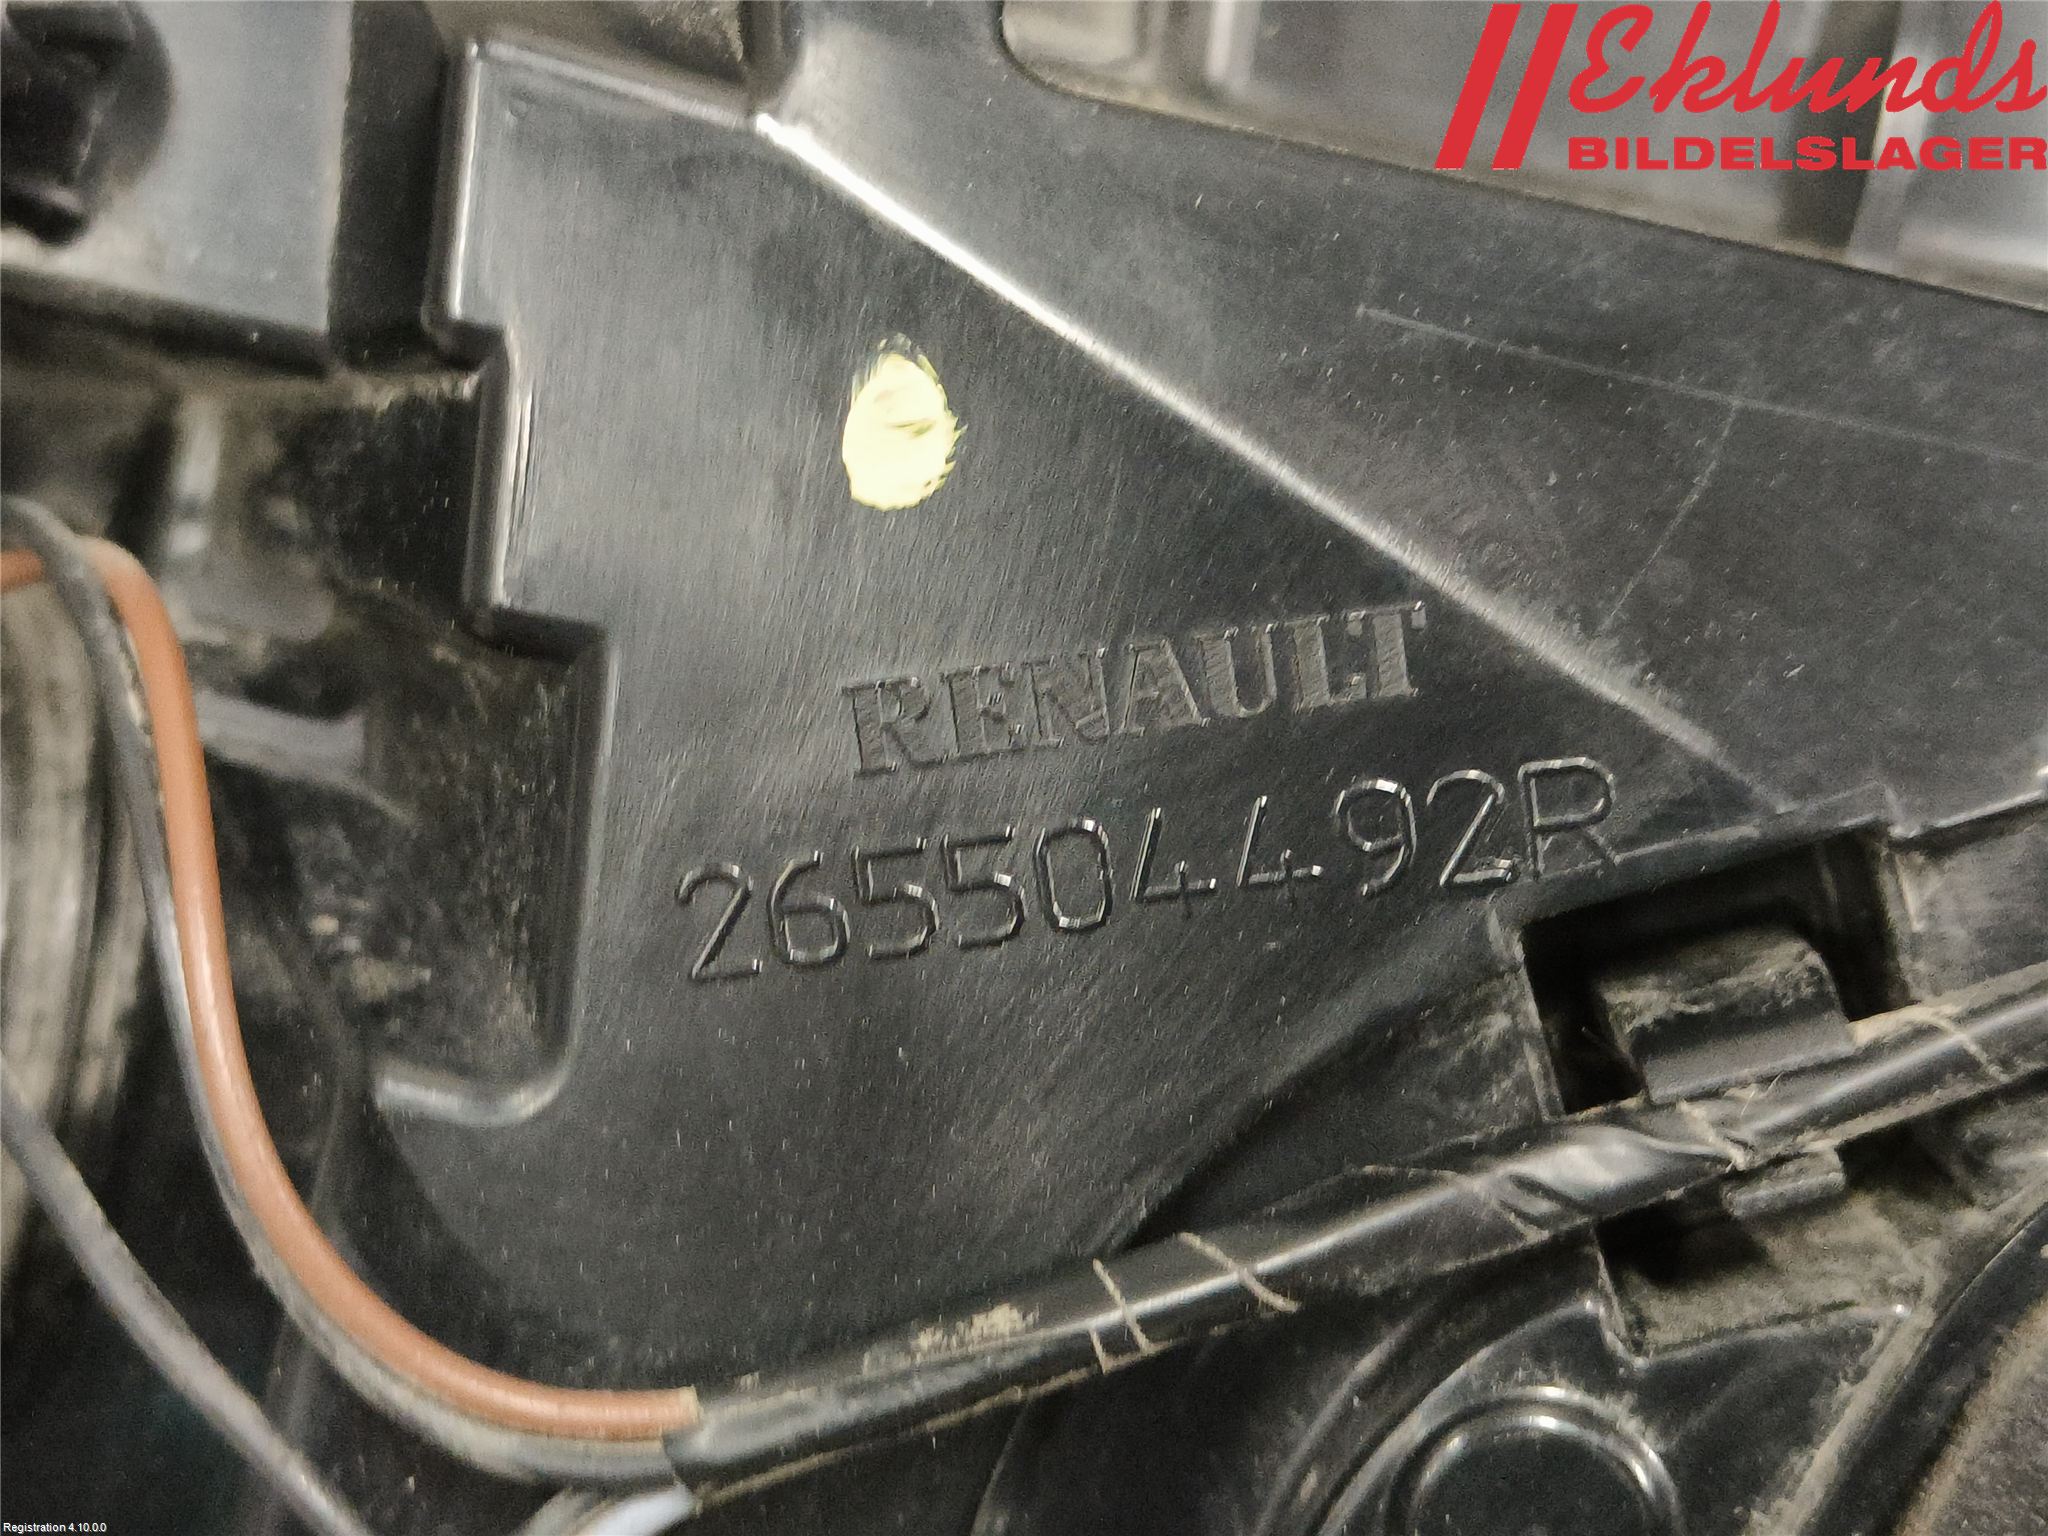 Eklunds
BILDELSLAGER
RENAULT
265504492R
Registration 4.10.0.0